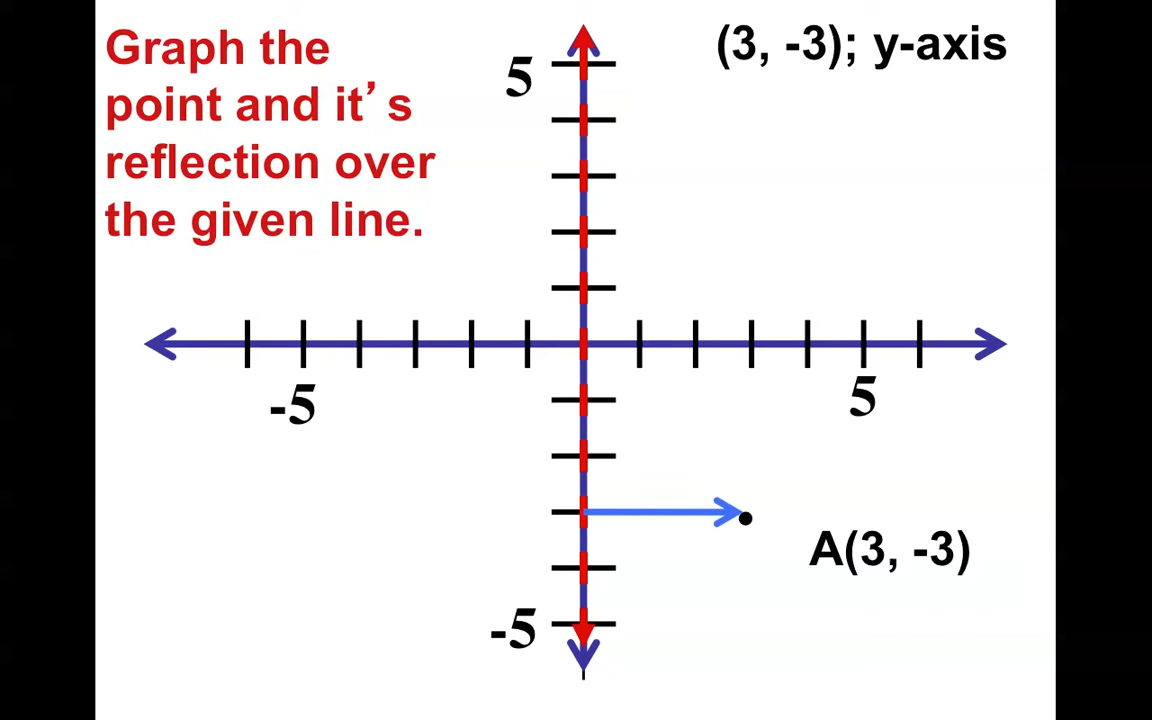 Graph the
point and it’s
reflection over
the given line.
(3, -3); y-axis
5
-5
5
A(3, -3)
-5